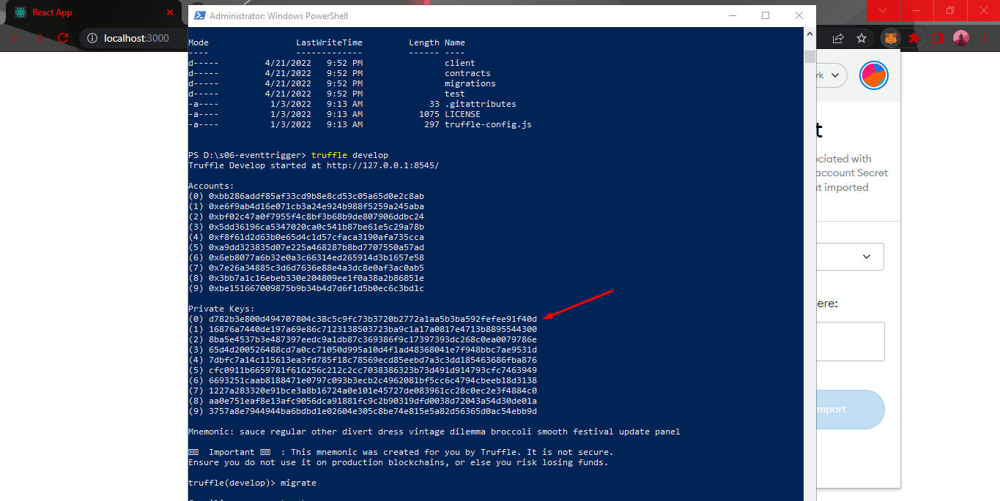 React App
Administrator: Windows PowerShell
localhost:3000
Mode LastWriteTime Length Name
---- ------------- ------ ----
d----- 4/21/2022 9:52 PM client
d----- 4/21/2022 9:52 PM contracts
d----- 4/21/2022 9:52 PM migrations
d----- 4/21/2022 9:52 PM test
-a---- 1/3/2022 9:13 AM 33 .gitattributes
-a---- 1/3/2022 9:13 AM 1075 LICENSE
-a---- 1/3/2022 9:13 AM 297 truffle-config.js
PS D:\s06-eventtrigger> truffle develop
Truffle Develop started at http://127.0.0.1:8545/
Accounts:
(0) 0xbb286addf85af33cd9b8e8cd53c05a65d0e2c8ab
(1) 0xe6f9ab4d16e071cb3a24e924b988f5259a245aba
(2) 0xbf02c47a0f7955f4c8bf3b68b9de807906ddbc24
(3) 0x5dd36196ca5347020ca0c541b87be61e5c29a78b
(4) 0xf8f61d2d63b0e65d4c1d57cfaca3190afa735cca
(5) 0xa9dd323835d07e225a468287b8bd7707550a57ad
(6) 0x6eb8077a6b32e0a3c66314ed265914d3b1657e58
(7) 0x7e26a34885c3d6d7636e88e4a3dc8e0af3ac0ab5
(8) 0x3bb7a1c16ebeb330e204809ee1f0a38a2b86851e
(9) 0xbe151667009875b9b34b4d7d6f1d5b0ec6c3bd1c
Private Keys:
(0) d782b3e800d494707804c38c5c9fc73b3720b2772a1aa5b3ba592fefee91f40d
(1) 16876a7440de197a69e86c7123138503723ba9c1a17a0817e4713b8895544300
(2) 8ba5e4537b3e487397eedc9a1db87c369386f9c17397393dc268c0ea0079786e
(3) 65d4d200526488cd7a0cc71050d995a10d4f1ad48368041e7f948bbc7ae9531d
(4) 7dbfc7a14c115613ea3fd785f18c78569ecd85eebd7a3c3dd185463686fba876
(5) cfc0911b6659781f616256c212c2cc7038386323b73d491d914793cfc7463949
(6) 6693251caab8188471e0797c093b3ecb2c4962081bf5cc6c4794cbeeb18d3138
(7) 1227a283320e91bce3a8b16724a0e101e45727de083961cc28c0ec2e3f4884c0
(8) aa0e751eaf8e13afc9056dca91881fc9c2b90319dfd0038d72043a54d30de01a
(9) 3757a8e7944944ba6bdbd1e02604e305c8be74e815e5a82d56365d0ac54ebb9d
Mnemonic: sauce regular other divert dress vintage dilemma broccoli smooth festival update panel
Important : This mnemonic was created for you by Truffle. It is not secure.
Ensure you do not use it on production blockchains, or else you risk losing funds.
truffle(develop)> migrate
rk
t
ciated with
account Secret
t imported
ere:
mport